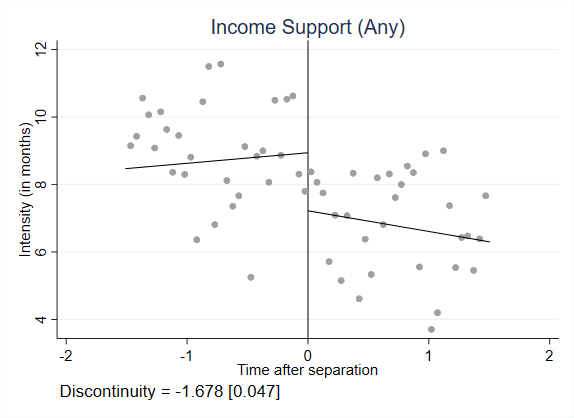 Income Support (Any)
Intensity (in months)
12
10
8
6
4
-2 -1 0 1 2
Time after separation
Discontinuity = -1.678 [0.047]